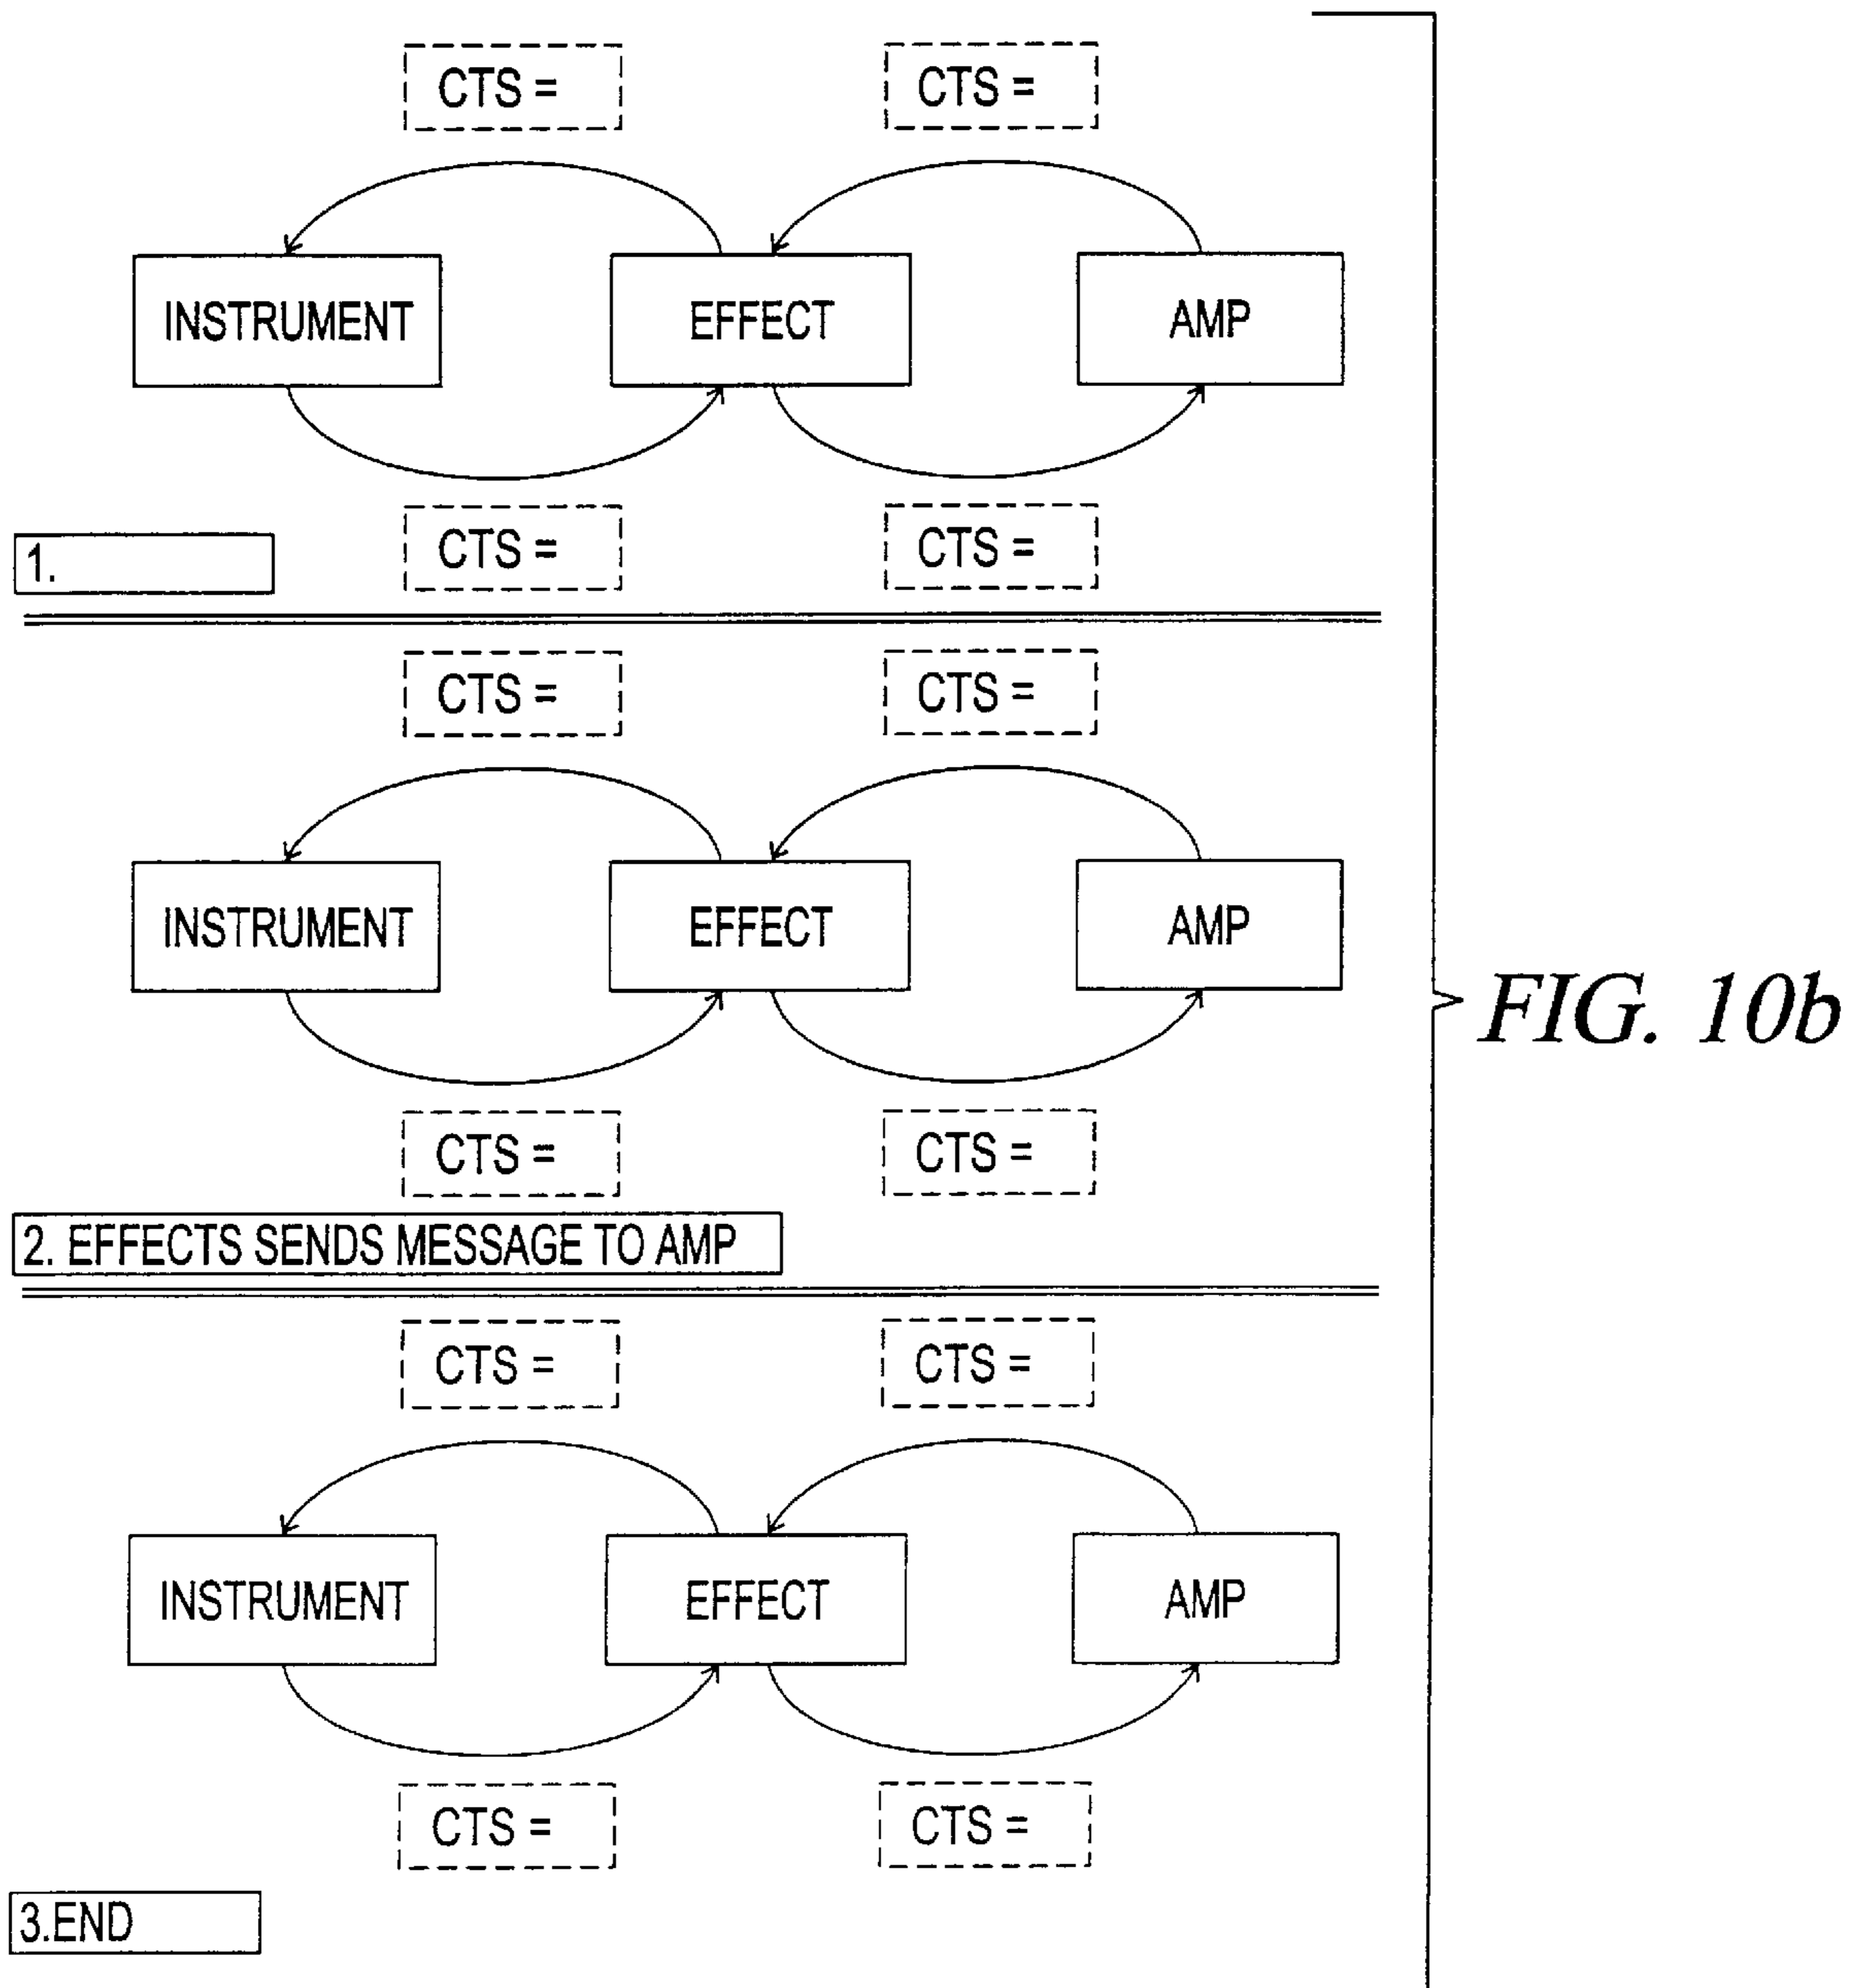 CTS = CTS =
INSTRUMENT EFFECT AMP
CTS = CTS =
1.
CTS = CTS =
INSTRUMENT EFFECT AMP
CTS = CTS =
2. EFFECTS SENDS MESSAGE TO AMP
CTS = CTS =
INSTRUMENT EFFECT AMP
CTS = CTS =
3.END
FIG. 10b